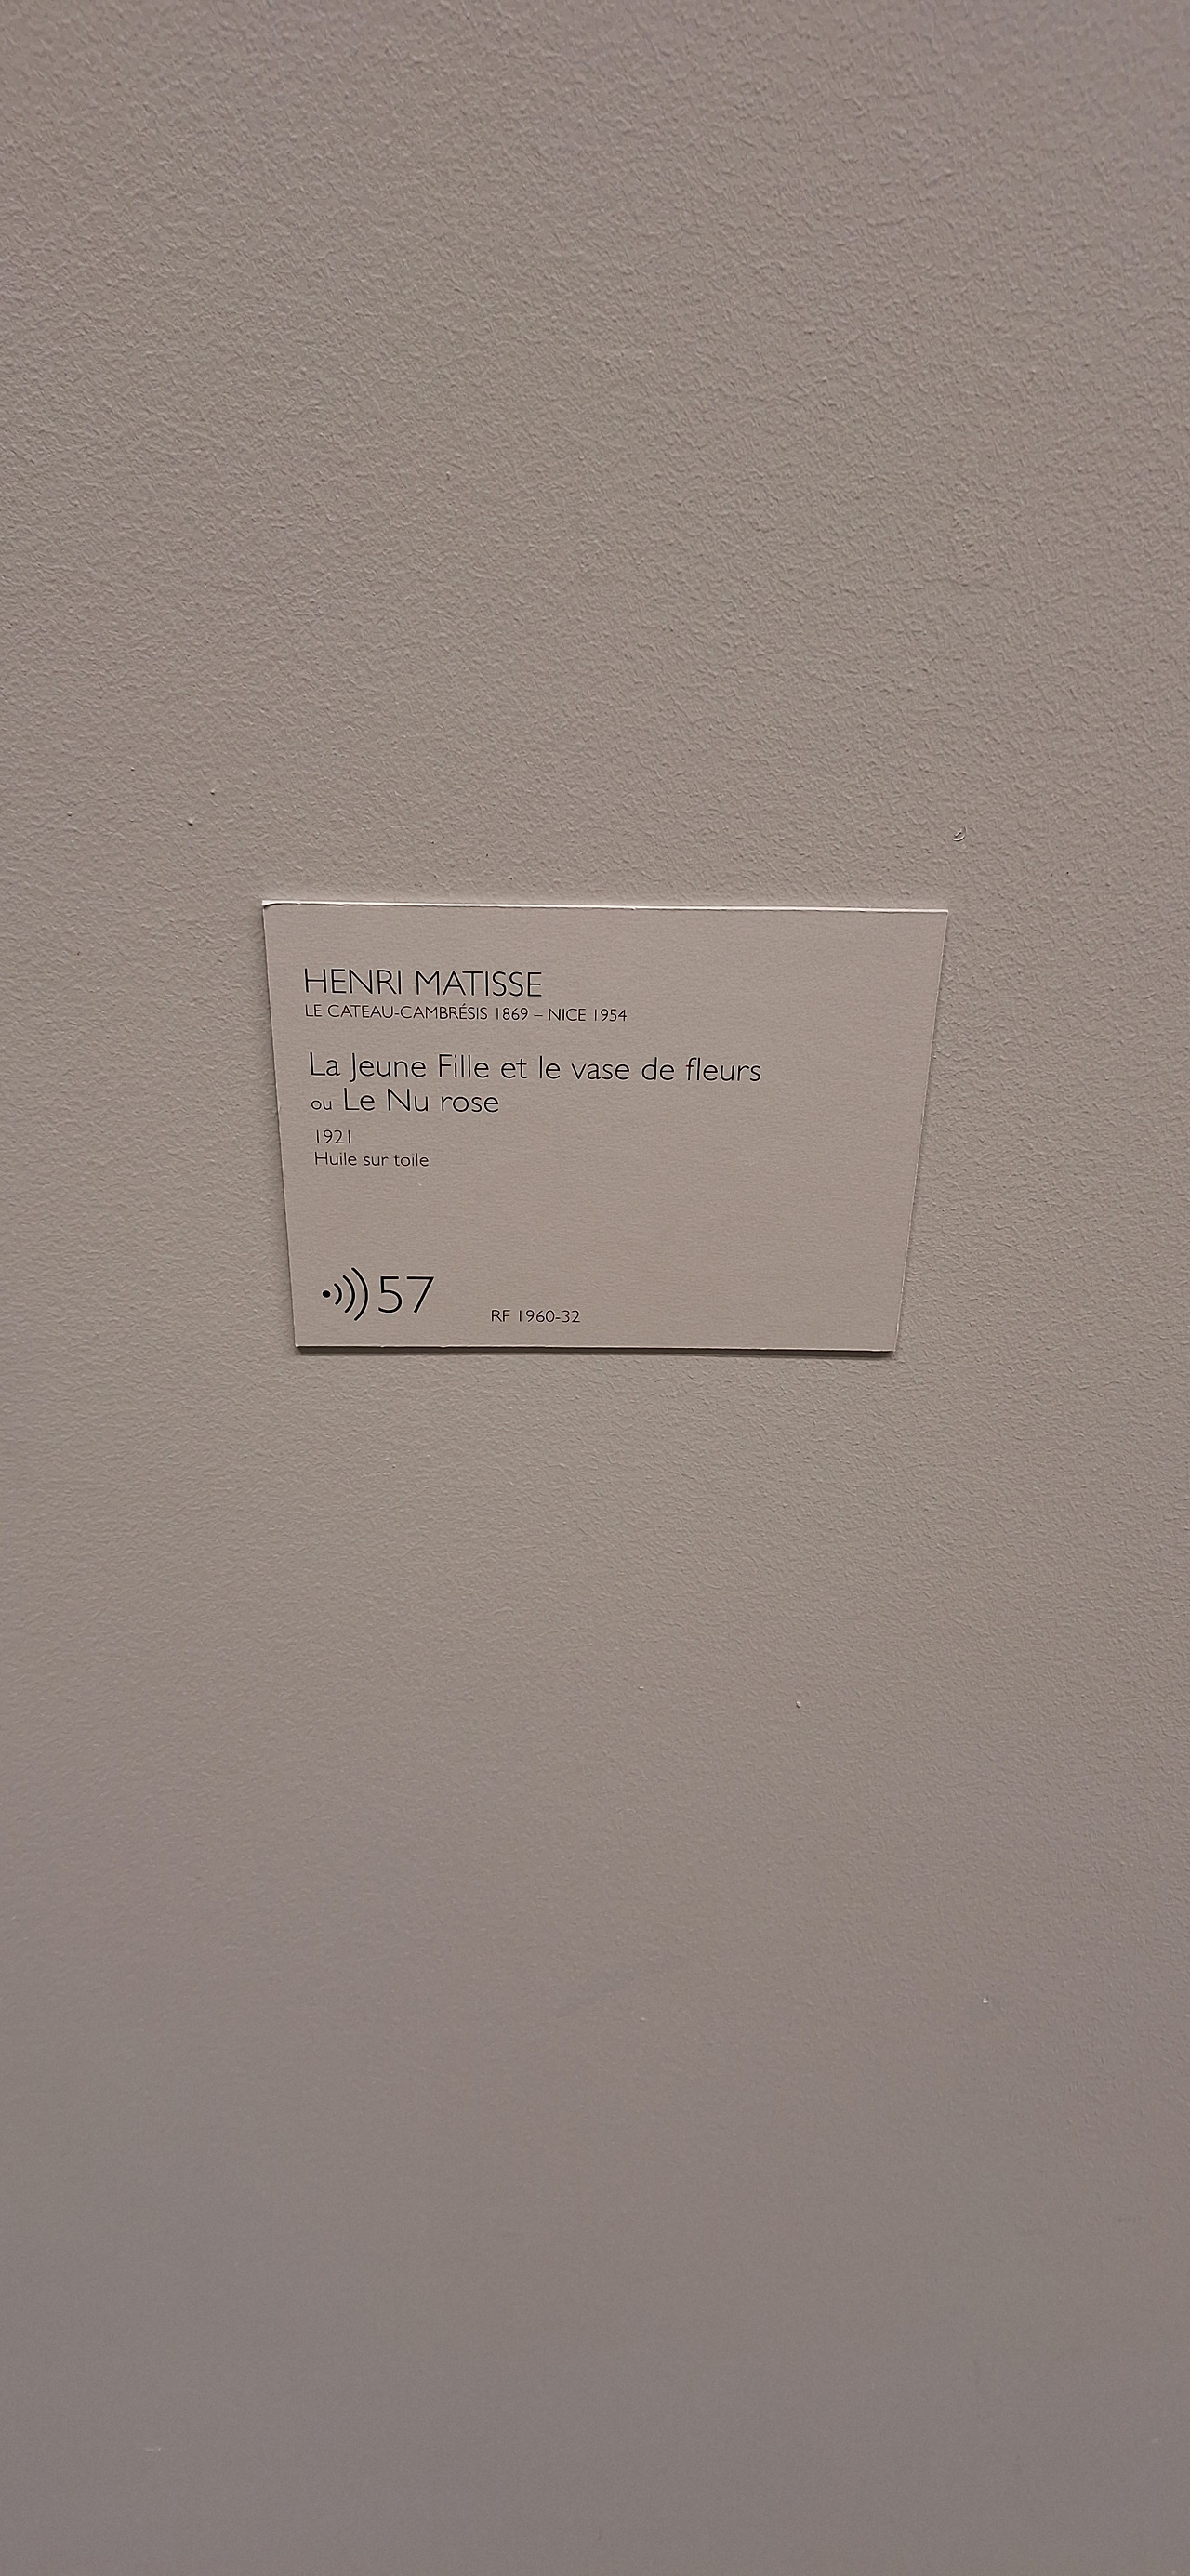 HENRI MATISSE
LE CATEAU-CAMBRÉSIS 1869 – NICE 1954
La Jeune Fille et le vase de fleurs
ou Le Nu rose
1921
Huile sur toile
57
RF 1960-32